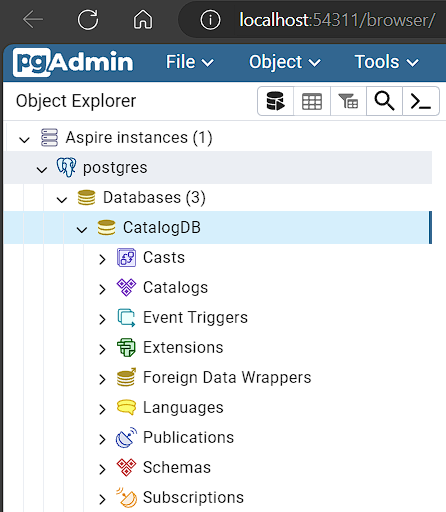 localhost:54311/browser/
pgAdmin File Object Tools
Object Explorer
Aspire instances (1)
postgres
Databases (3)
CatalogDB
Casts
Catalogs
Event Triggers
Extensions
Foreign Data Wrappers
Languages
Publications
Schemas
Subscriptions